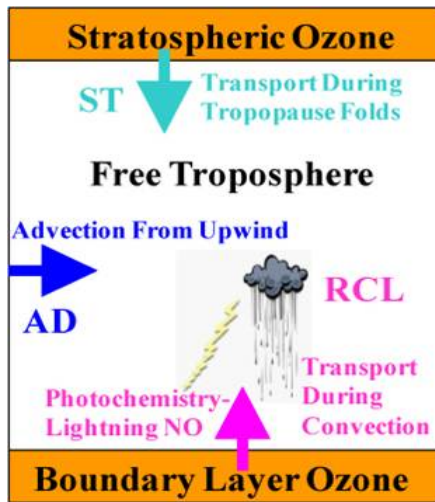 Stratospheric Ozone
ST
Transport During
Tropopause Folds
Free Troposphere
Advection From Upwind
AD
RCL
Photochemistry-
Lightning NO
Transport
During
Convection
Boundary Layer Ozone